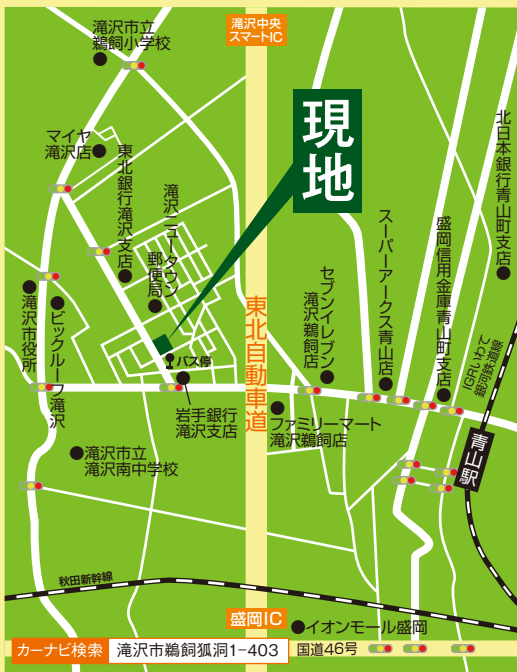 滝沢中央
スマートIC
滝沢市立
鵜飼小学校
現地
マイヤ
滝沢店
東北銀行滝沢支店
滝沢ニュータウン
郵便局
北日本銀行青山町支店
盛岡信用金庫青山町支店
スーパーアークス青山店
セブンイレブン
滝沢鵜飼店
滝沢市役所
ビックルーフ滝沢
東北自動車道
バス停
岩手銀行
滝沢支店
ファミリーマート
滝沢鵜飼店
IGRいわて
銀河鉄道線
青山駅
滝沢市立
滝沢南中学校
秋田新幹線
盛岡IC
イオンモール盛岡
カーナビ検索 滝沢市鵜飼狐洞1-403
国道46号